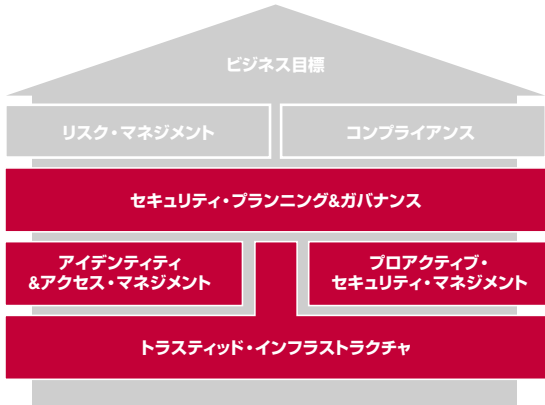 ビジネス目標
リスク・マネジメント
コンプライアンス
セキュリティ・プランニング&ガバナンス
アイデンティティ
&アクセス・マネジメント
プロアクティブ・
セキュリティ・マネジメント
トラスティッド・インフラストラクチャ